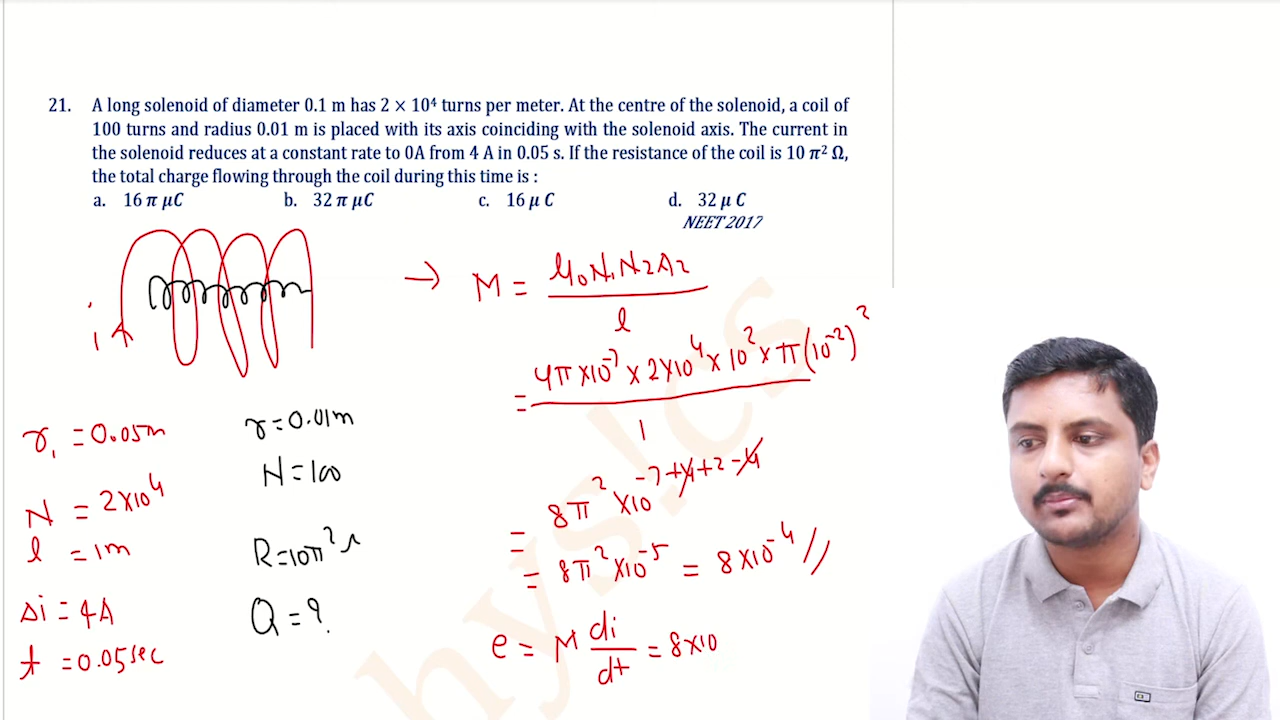 21. A long solenoid of diameter 0.1 m has 2 × 10⁴ turns per meter. At the centre of the solenoid, a coil of
100 turns and radius 0.01 m is placed with its axis coinciding with the solenoid axis. The current in
the solenoid reduces at a constant rate to 0A from 4 A in 0.05 s. If the resistance of the coil is 10 π² Ω,
the total charge flowing through the coil during this time is :
a. 16 π μC b. 32 π μC c. 16 μ C d. 32 μ C
NEET 2017
i
→ M = μ₀N₁N₂A₂ / l
= 4π×10⁻⁷ × 2×10⁴ × 10² × π(10⁻²)² / 1
= 8π² × 10⁻⁷⁺⁴⁺²⁻⁴
= 8π² × 10⁻⁵ = 8×10⁻⁴ //
e = M di/dt = 8×10
r₁ = 0.05m
N = 2×10⁴
l = 1m
Δi = 4A
t = 0.05sec
r = 0.01m
N = 100
R = 10π² Ω
Q = ?
hysics